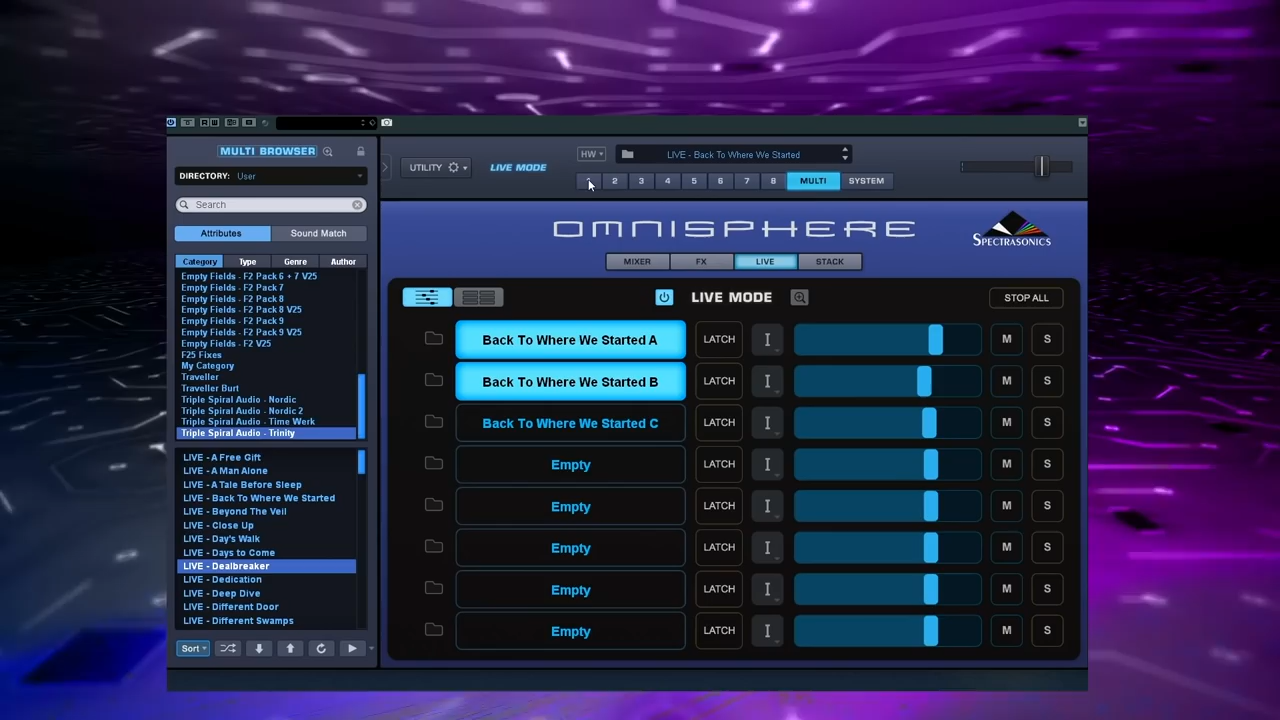 MULTI BROWSER
DIRECTORY: User
Search
Attributes Sound Match
Category Type Genre Author
Empty Fields - F2 Pack 6 + 7 V25
Empty Fields - F2 Pack 7
Empty Fields - F2 Pack 8
Empty Fields - F2 Pack 8 V25
Empty Fields - F2 Pack 9
Empty Fields - F2 Pack 9 V25
Empty Fields - F2 V25
F25 Fixes
My Category
Traveller
Traveller Burt
Triple Spiral Audio - Nordic
Triple Spiral Audio - Nordic 2
Triple Spiral Audio - Time Werk
Triple Spiral Audio - Trinity
LIVE - A Free Gift
LIVE - A Man Alone
LIVE - A Tale Before Sleep
LIVE - Back To Where We Started
LIVE - Beyond The Veil
LIVE - Close Up
LIVE - Day's Walk
LIVE - Days to Come
LIVE - Dealbreaker
LIVE - Dedication
LIVE - Deep Dive
LIVE - Different Door
LIVE - Different Swamps
Sort
UTILITY LIVE MODE HW LIVE - Back To Where We Started
1 2 3 4 5 6 7 8 MULTI SYSTEM
OMNISPHERE
SPECTRASONICS
MIXER FX LIVE STACK
LIVE MODE STOP ALL
Back To Where We Started A LATCH M S
Back To Where We Started B LATCH M S
Back To Where We Started C LATCH M S
Empty LATCH M S
Empty LATCH M S
Empty LATCH M S
Empty LATCH M S
Empty LATCH M S